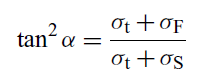 tan² α = (σt + σF) / (σt + σS)